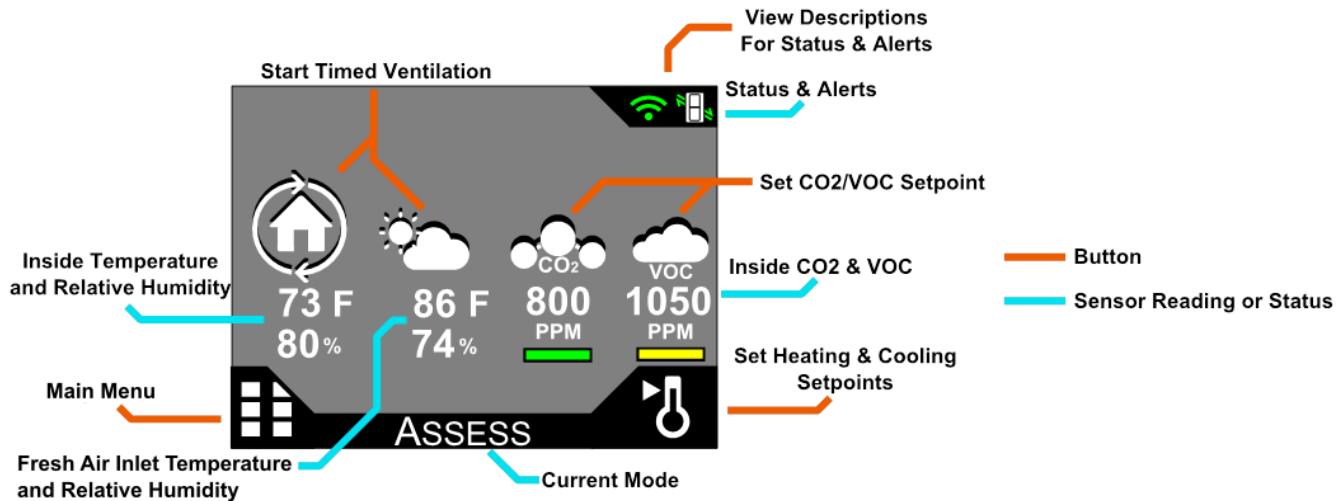 View Descriptions
For Status & Alerts
Start Timed Ventilation
Status & Alerts
Set CO2/VOC Setpoint
Inside Temperature
and Relative Humidity
CO2
VOC
Inside CO2 & VOC
Button
Sensor Reading or Status
73 F
86 F
800
1050
80%
74%
PPM
PPM
Set Heating & Cooling
Setpoints
Main Menu
ASSESS
Fresh Air Inlet Temperature
and Relative Humidity
Current Mode